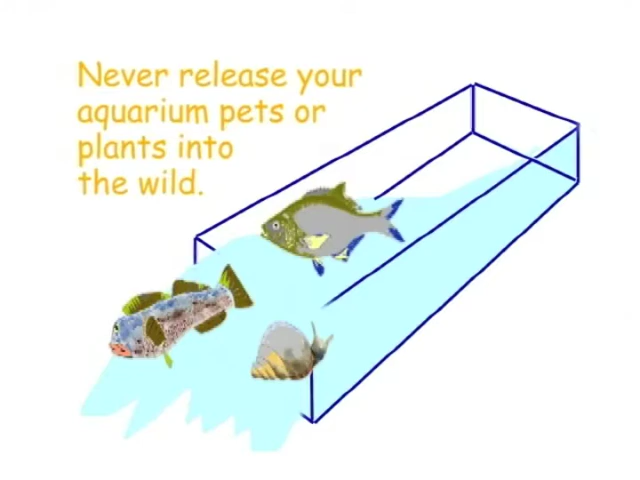 Never release your
aquarium pets or
plants into
the wild.